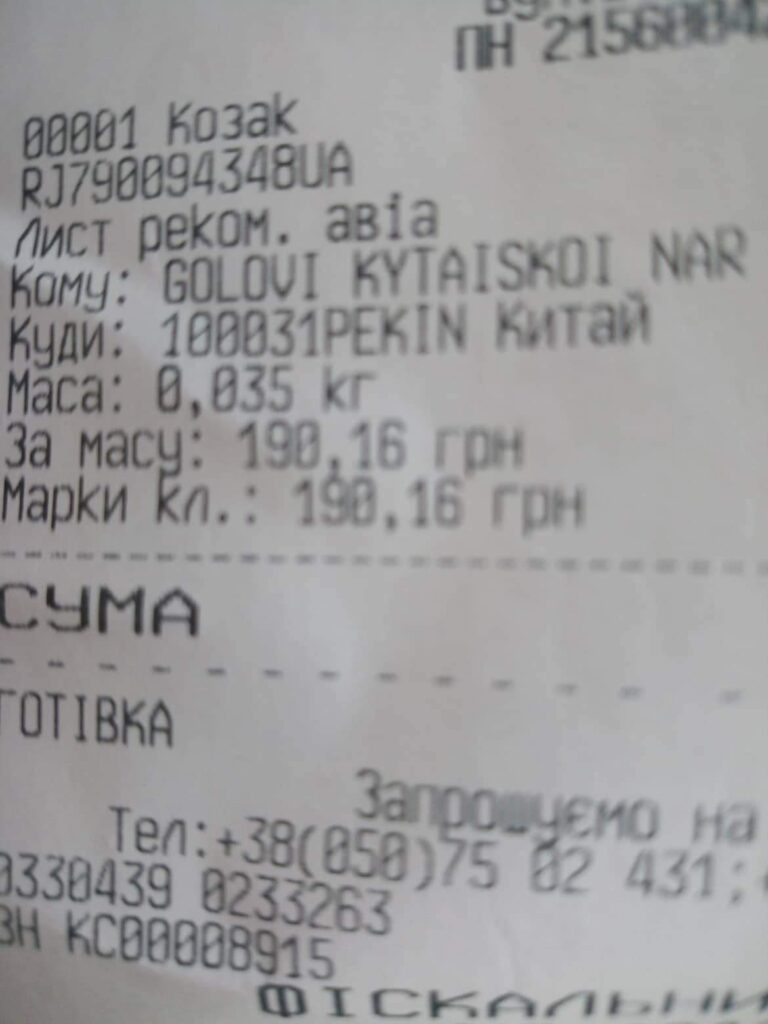 ПН 21560042
00001 Козак
RJ790094348UA
Лист реком. авіа
Кому: GOLOVI KYTAISKOI NAR
Куди: 100031PEKIN Китай
Маса: 0,035 кг
За масу: 190,16 грн
Марки кл.: 190,16 грн
СУМА
ГОТІВКА
Запрошуємо на
Тел:+38(050)75 02 431;
0330439 0233263
ЗН КС00008915
ФІСКАЛЬНИ